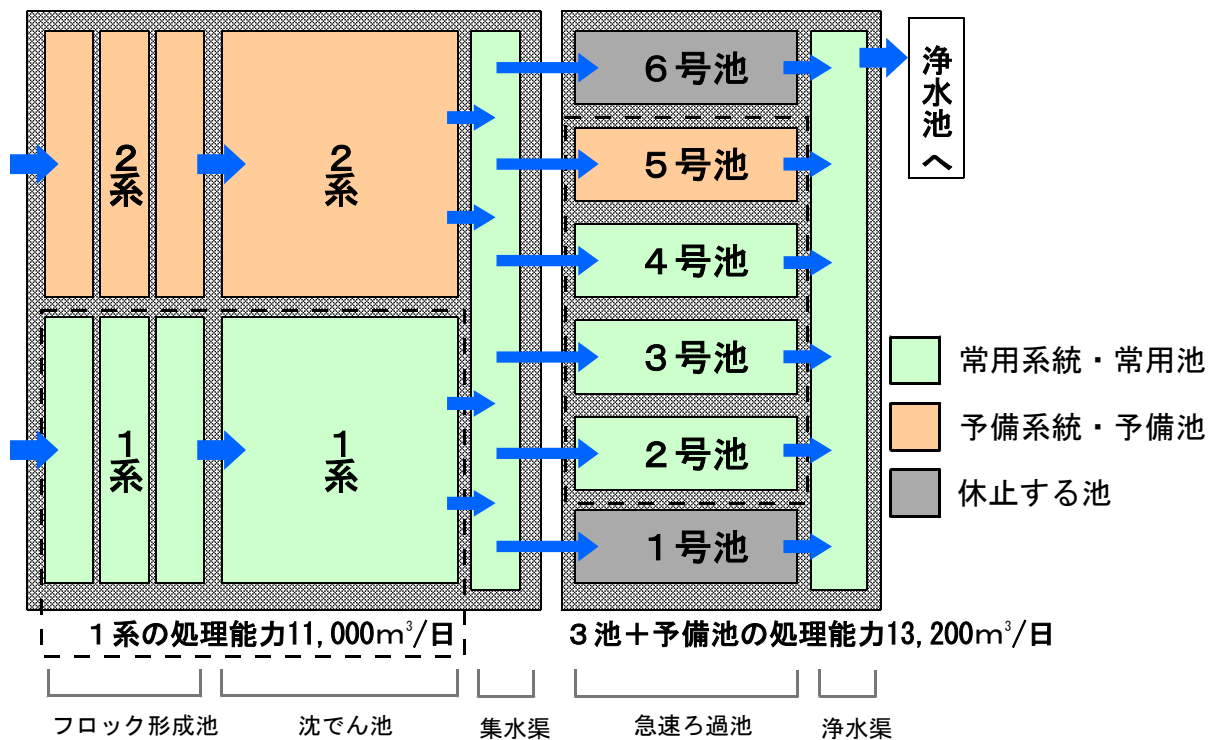 2系
2系
1系
1系
6号池
5号池
4号池
3号池
2号池
1号池
浄水池へ
常用系統・常用池
予備系統・予備池
休止する池
1系の処理能力11,000m³/日
3池+予備池の処理能力13,200m³/日
フロック形成池
沈でん池
集水渠
急速ろ過池
浄水渠